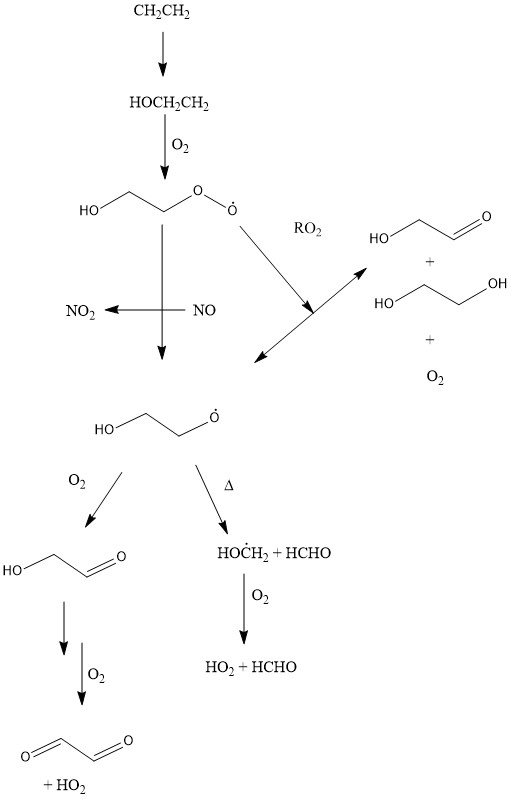 CH₂CH₂
HOCH₂CH₂
O₂
HO O Ȯ
RO₂
HO O
+
NO₂ NO
HO OH
+
O₂
HO Ȯ
O₂ Δ
HO O
HOĊH₂ + HCHO
O₂
HO₂ + HCHO
O₂
O O
+ HO₂